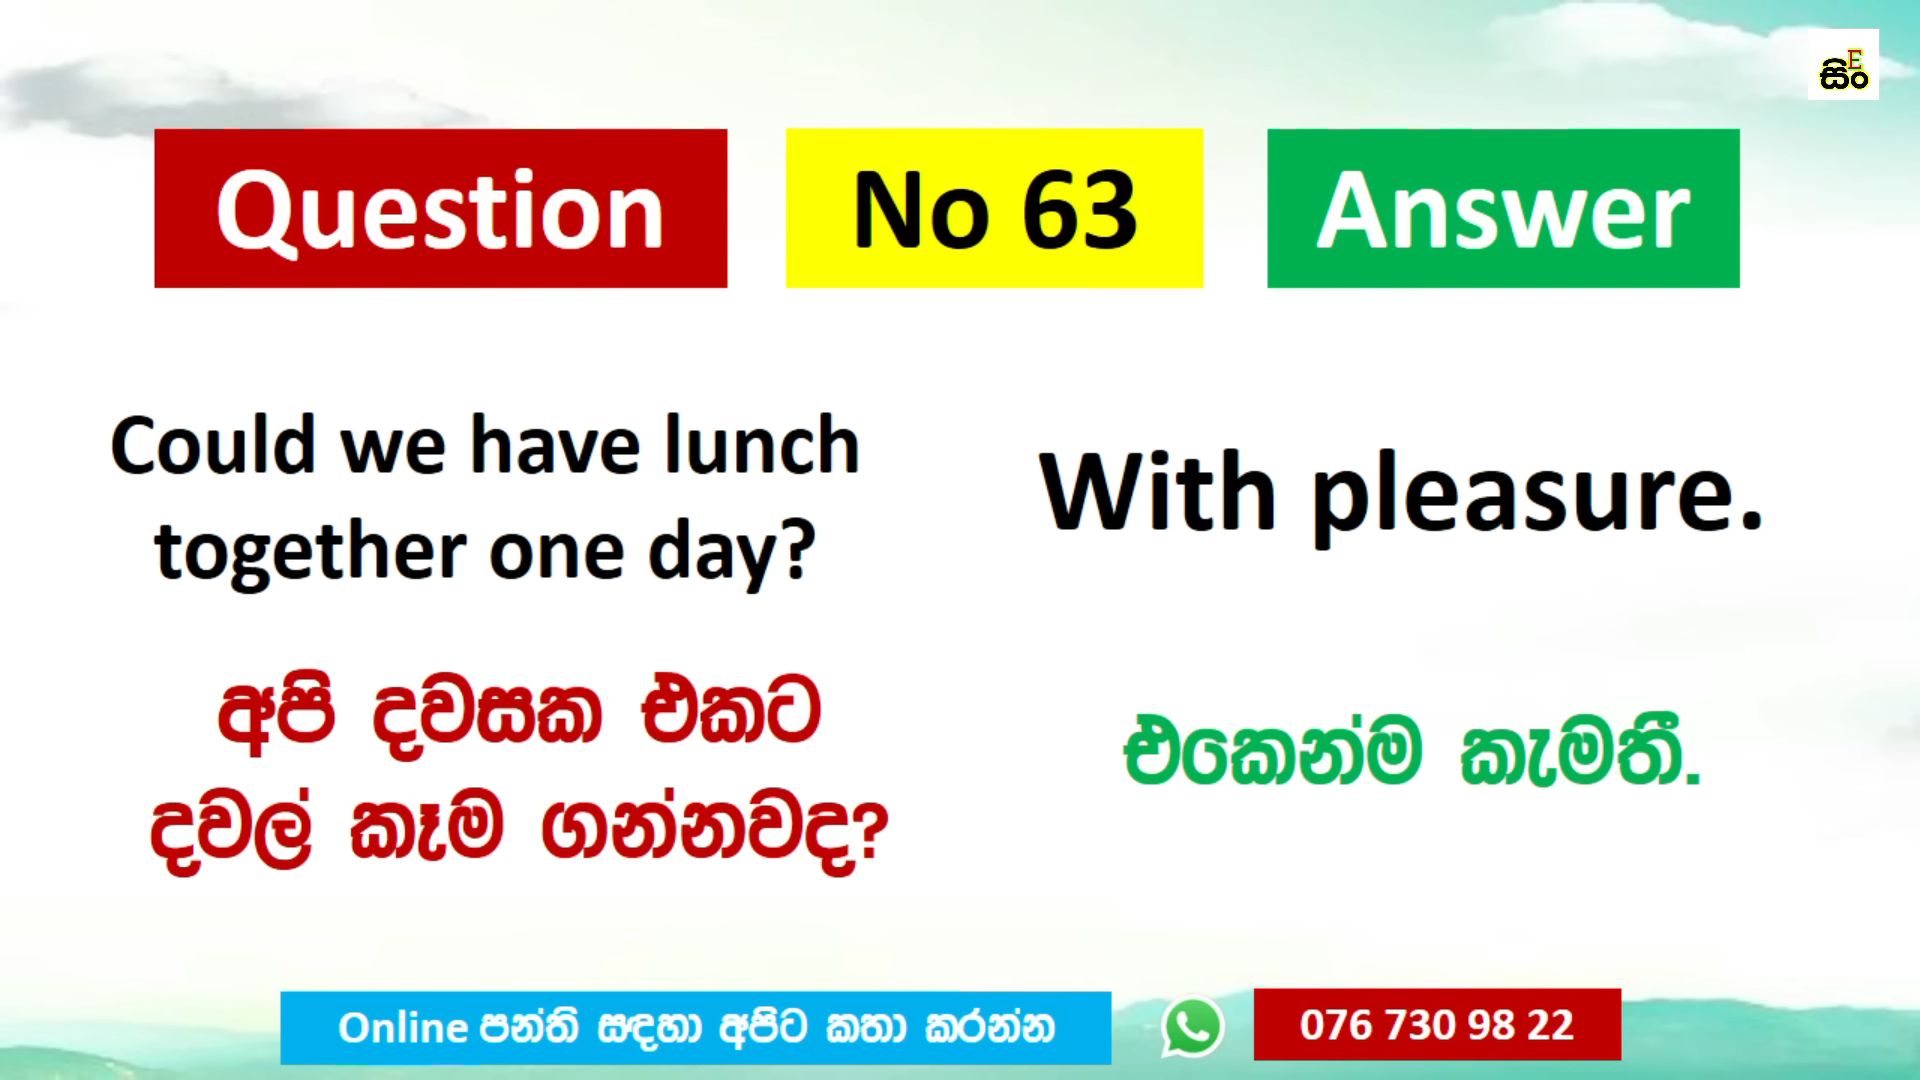 සිං
E
Question
No 63
Answer
Could we have lunch
together one day?
With pleasure.
අපි දවසක එකට
දවල් කෑම ගන්නවද?
එකෙන්ම කැමතී.
Online පන්ති සඳහා අපිට කතා කරන්න
076 730 98 22